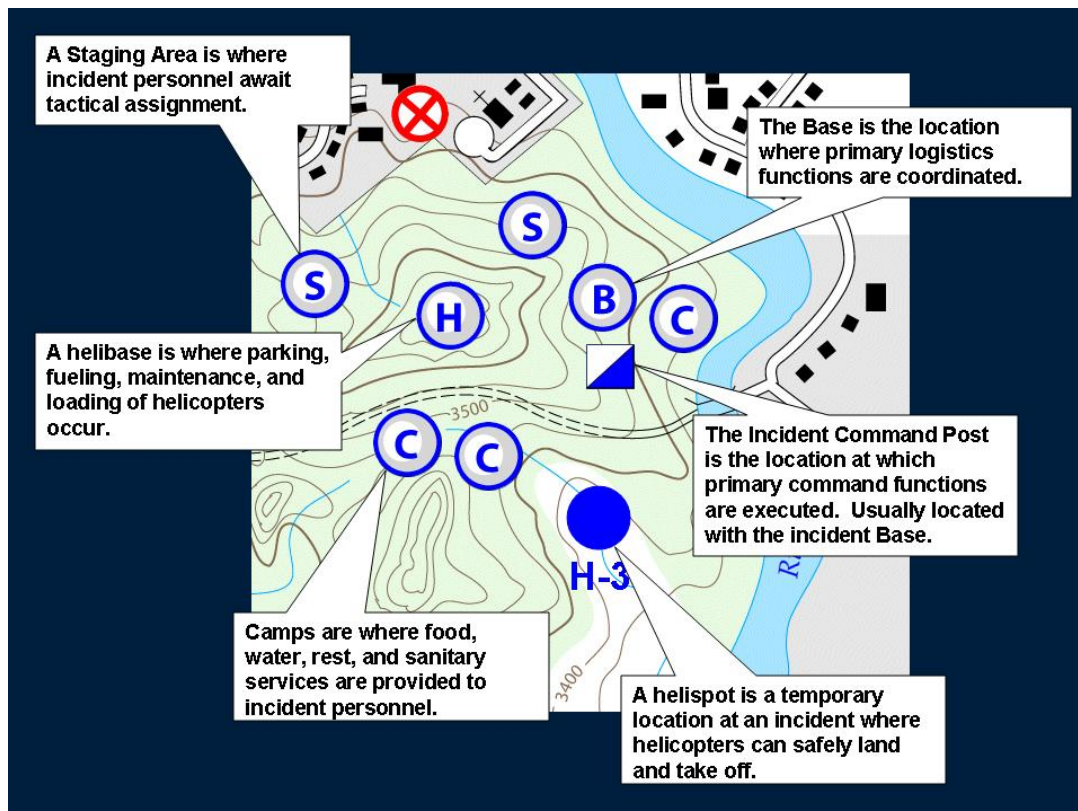 A Staging Area is where
incident personnel await
tactical assignment.
The Base is the location
where primary logistics
functions are coordinated.
S
S
B
C
H
A helibase is where parking,
fueling, maintenance, and
loading of helicopters
occur.
3500
C
C
The Incident Command Post
is the location at which
primary command functions
are executed. Usually located
with the incident Base.
H-3
Camps are where food,
water, rest, and sanitary
services are provided to
incident personnel.
3400
A helispot is a temporary
location at an incident where
helicopters can safely land
and take off.